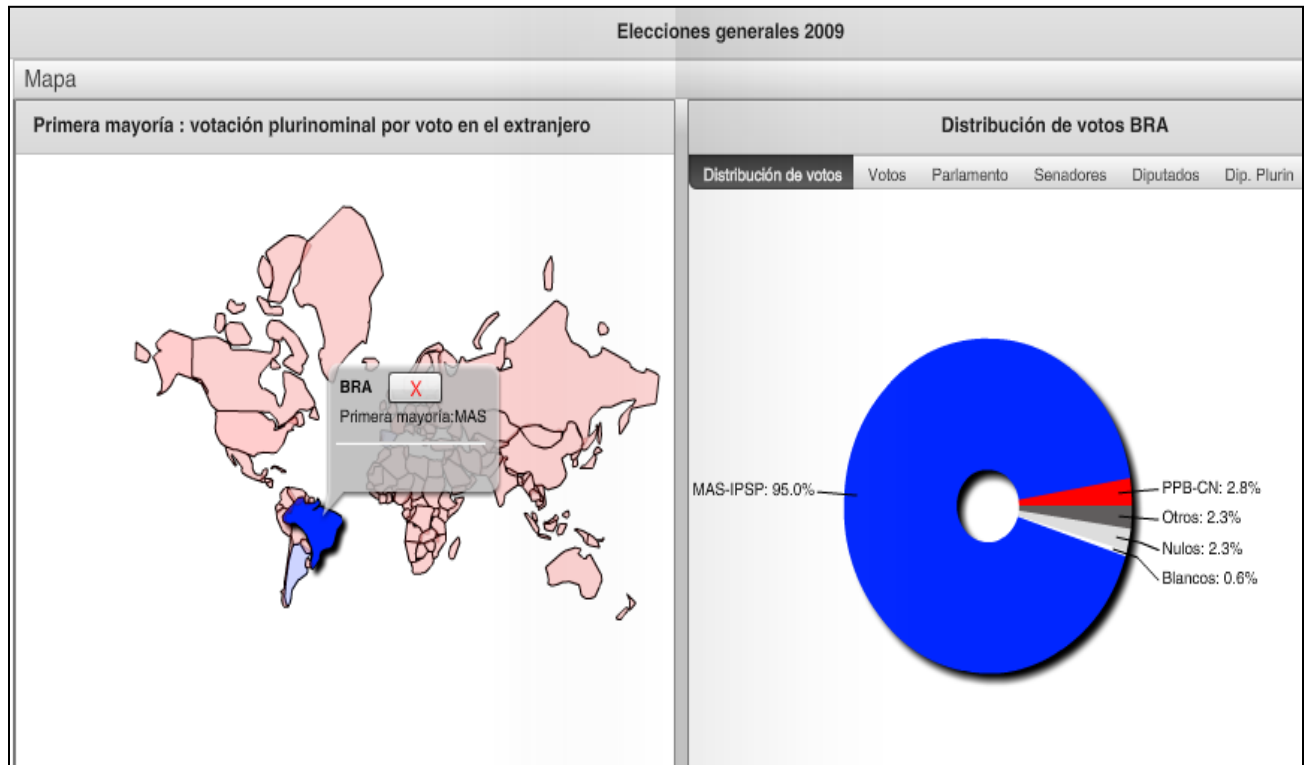 Elecciones generales 2009
Mapa
Primera mayoría : votación plurinominal por voto en el extranjero
BRA
X
Primera mayoría:MAS
Distribución de votos BRA
Distribución de votos Votos Parlamento Senadores Diputados Dip. Plurin
MAS-IPSP: 95.0%
PPB-CN: 2.8%
Otros: 2.3%
Nulos: 2.3%
Blancos: 0.6%